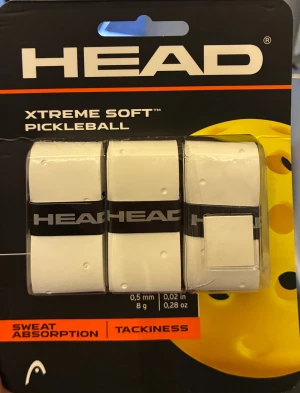 HEAD®
XTREME SOFT™
PICKLEBALL
HEAD HEAD HEAD
0,5 mm 0,02 in
8 g 0,28 oz
SWEAT
ABSORPTION TACKINESS